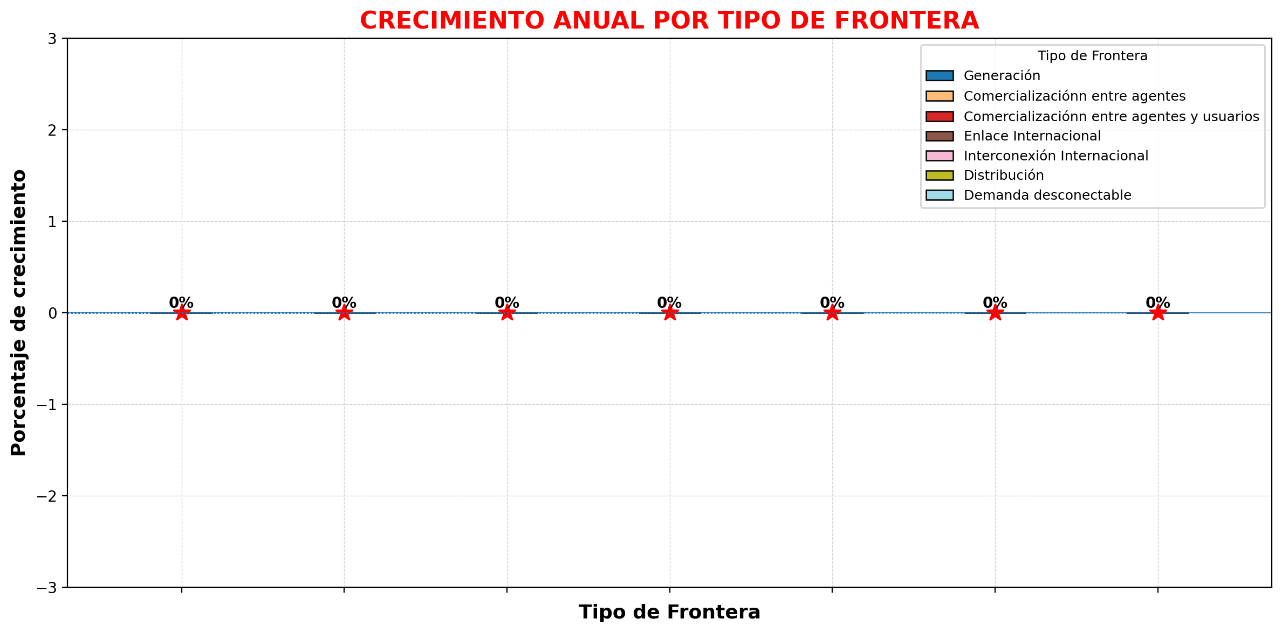 CRECIMIENTO ANUAL POR TIPO DE FRONTERA
Tipo de Frontera
Generación
Comercializaciónn entre agentes
Comercializaciónn entre agentes y usuarios
Enlace Internacional
Interconexión Internacional
Distribución
Demanda desconectable
Porcentaje de crecimiento
3
2
1
0
−1
−2
−3
0% 0% 0% 0% 0% 0% 0%
Tipo de Frontera